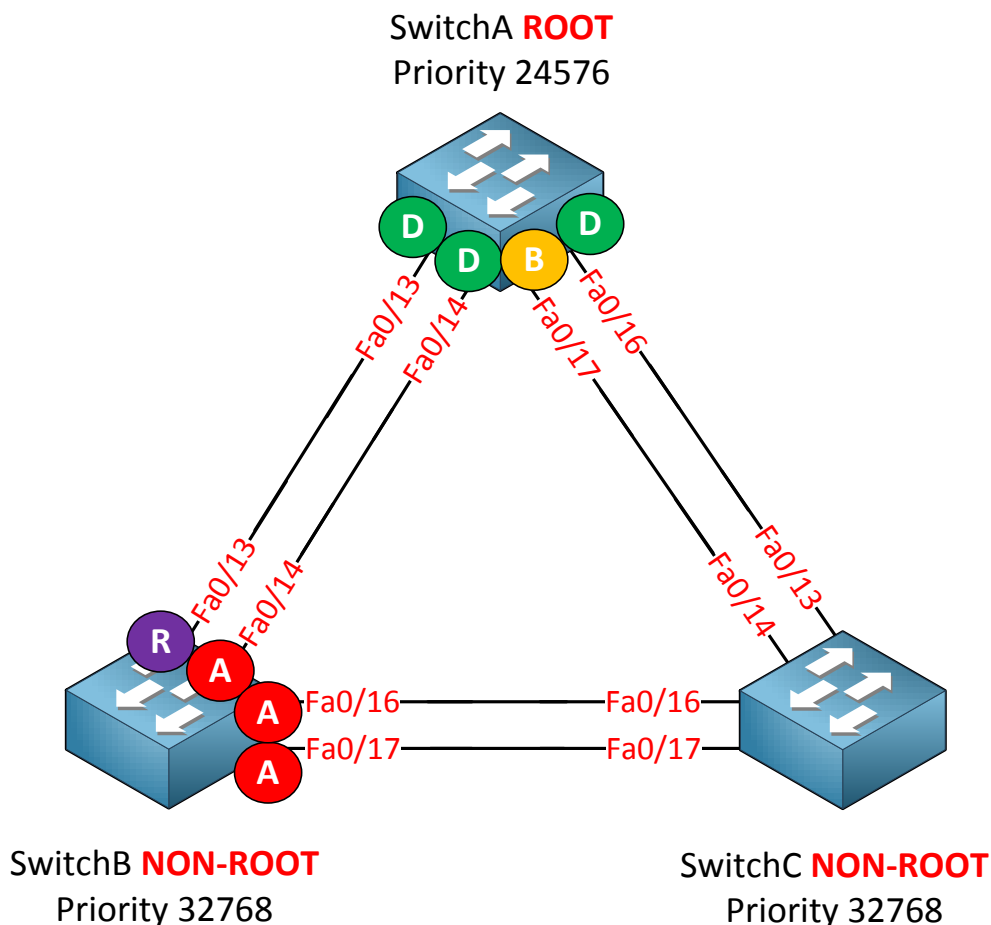 SwitchA ROOT
Priority 24576
D
D
B
D
Fa0/13
Fa0/14
Fa0/17
Fa0/16
Fa0/13
Fa0/14
Fa0/14
Fa0/13
R
A
A
A
Fa0/16
Fa0/16
Fa0/17
Fa0/17
SwitchB NON-ROOT
Priority 32768
SwitchC NON-ROOT
Priority 32768